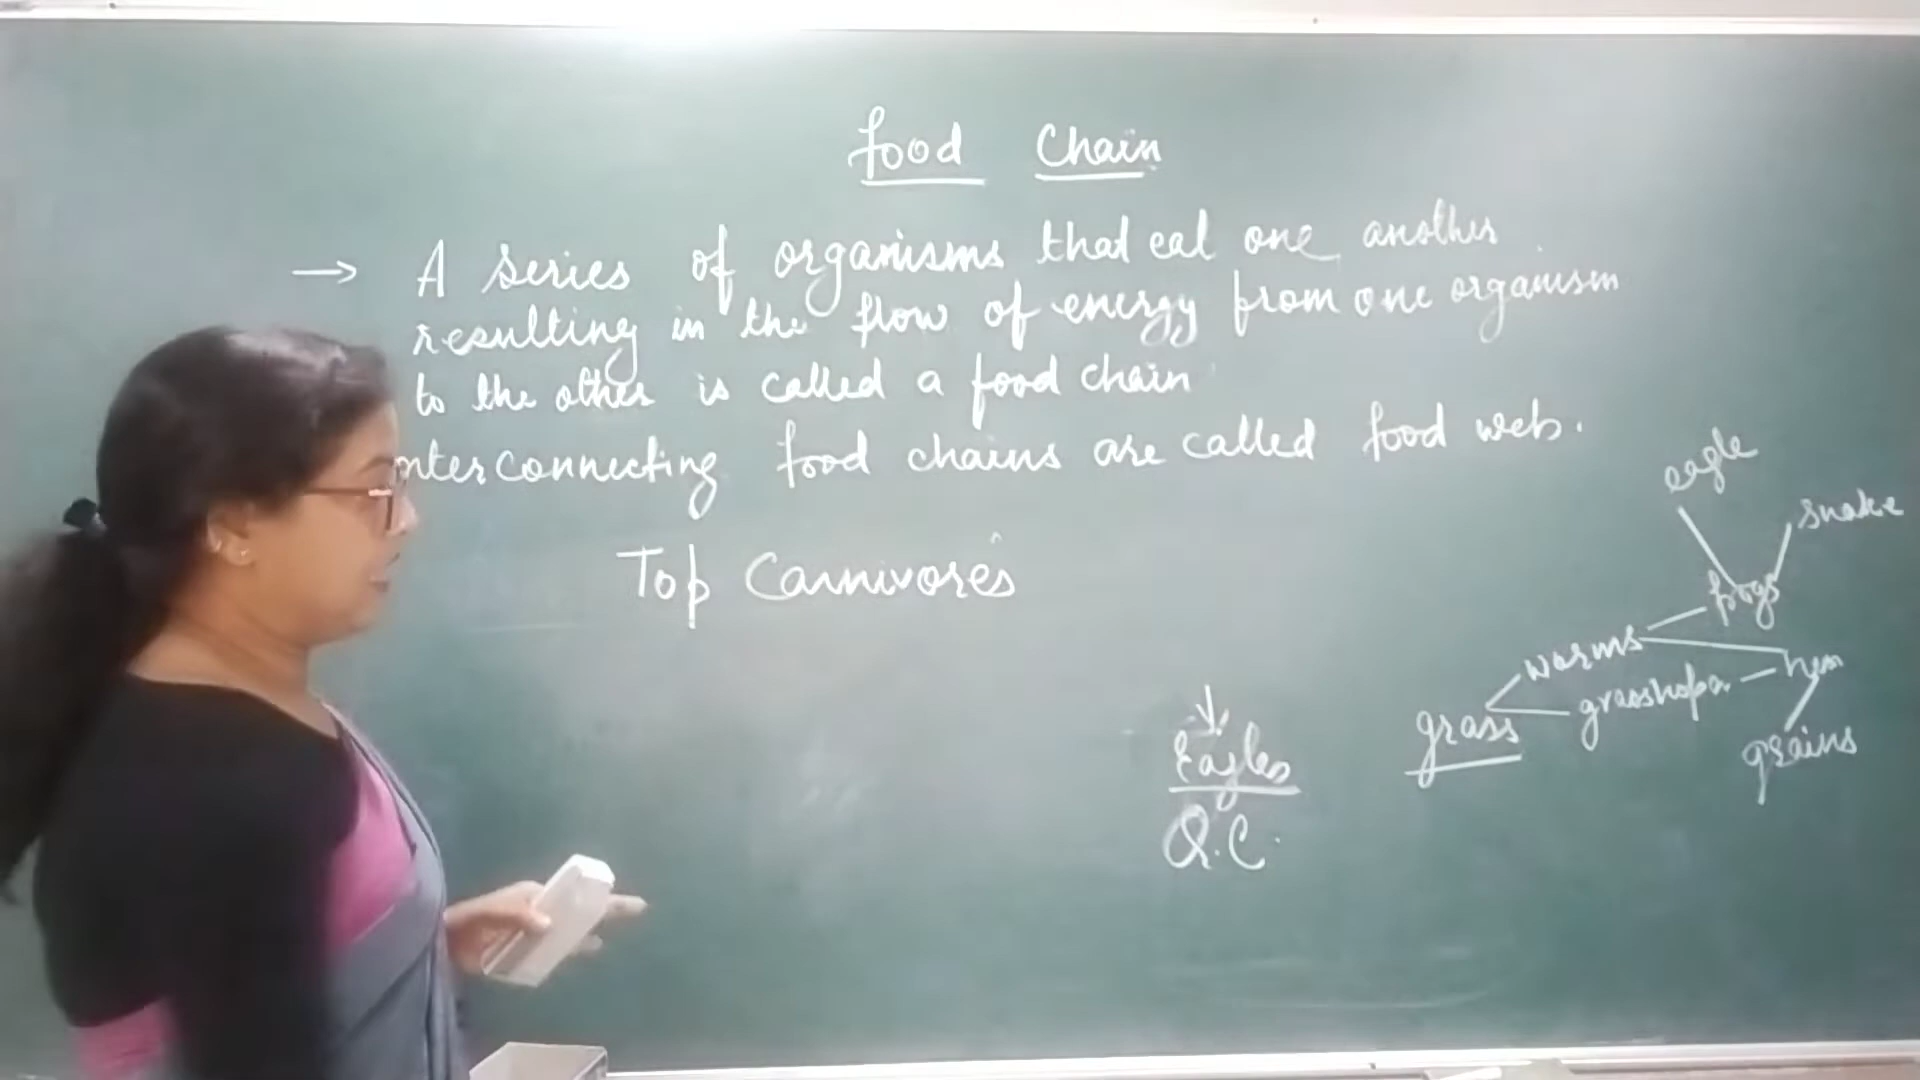 food Chain
→ A series of organisms that eat one another
resulting in the flow of energy from one organism
to the other is called a food chain
nterconnecting food chains are called food web.
Top Carnivores
eagle
snake
frogs
worms
hen
grasshopa
grass
grains
Eagles
Q.C.